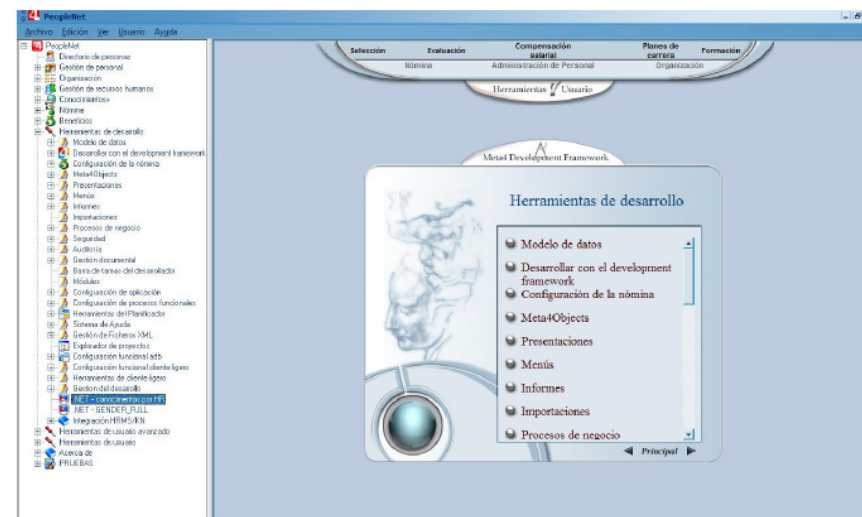 PeopleNet
Archivo Edición Ver Usuario Ayuda
PeopleNet
Directorio de personas
Gestión de personal
Organización
Gestión de recursos humanos
Conocimientos+
Nómina
Beneficios
Herramientas de desarrollo
Modelo de datos
Desarrollar con el development framework
Configuración de la nómina
Meta4Objects
Presentaciones
Menús
Informes
Importaciones
Procesos de negocio
Seguridad
Auditoría
Gestión documental
Barra de tareas del desarrollador
Módulos
Configuración de aplicación
Configuración de procesos funcionales
Herramientas del Planificador
Sistema de Ayuda
Gestión de Ficheros XML
Explorador de proyectos
Configuración funcional adb
Configuración funcional cliente ligero
Herramientas de cliente ligero
Gestion del desarrollo
.NET - conocimientos por HR
.NET - GENDER_FULL
Integración HRMS/KN
Herramientas de usuario avanzado
Herramientas de usuario
Acerca de
PRUEBAS
Selección Evaluación Compensación salarial Planes de carrera Formación
Nómina Administración de Personal Organización
Herramientas Usuario
Meta4 Development Framework
Herramientas de desarrollo
Modelo de datos
Desarrollar con el development
framework
Configuración de la nómina
Meta4Objects
Presentaciones
Menús
Informes
Importaciones
Procesos de negocio
Principal